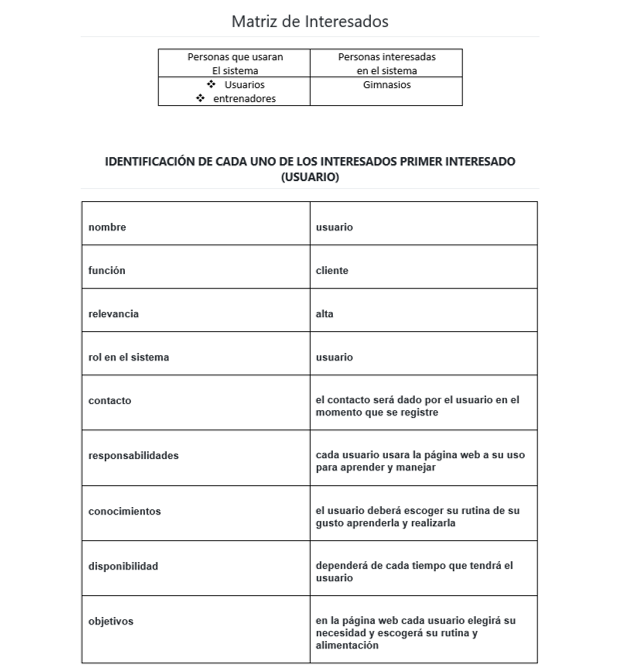 Matriz de Interesados
Personas que usaran
El sistema
Personas interesadas
en el sistema
❖ Usuarios
❖ entrenadores
Gimnasios
IDENTIFICACIÓN DE CADA UNO DE LOS INTERESADOS PRIMER INTERESADO
(USUARIO)
nombre
usuario
función
cliente
relevancia
alta
rol en el sistema
usuario
contacto
el contacto será dado por el usuario en el
momento que se registre
responsabilidades
cada usuario usara la página web a su uso
para aprender y manejar
conocimientos
el usuario deberá escoger su rutina de su
gusto aprenderla y realizarla
disponibilidad
dependerá de cada tiempo que tendrá el
usuario
objetivos
en la página web cada usuario elegirá su
necesidad y escogerá su rutina y
alimentación